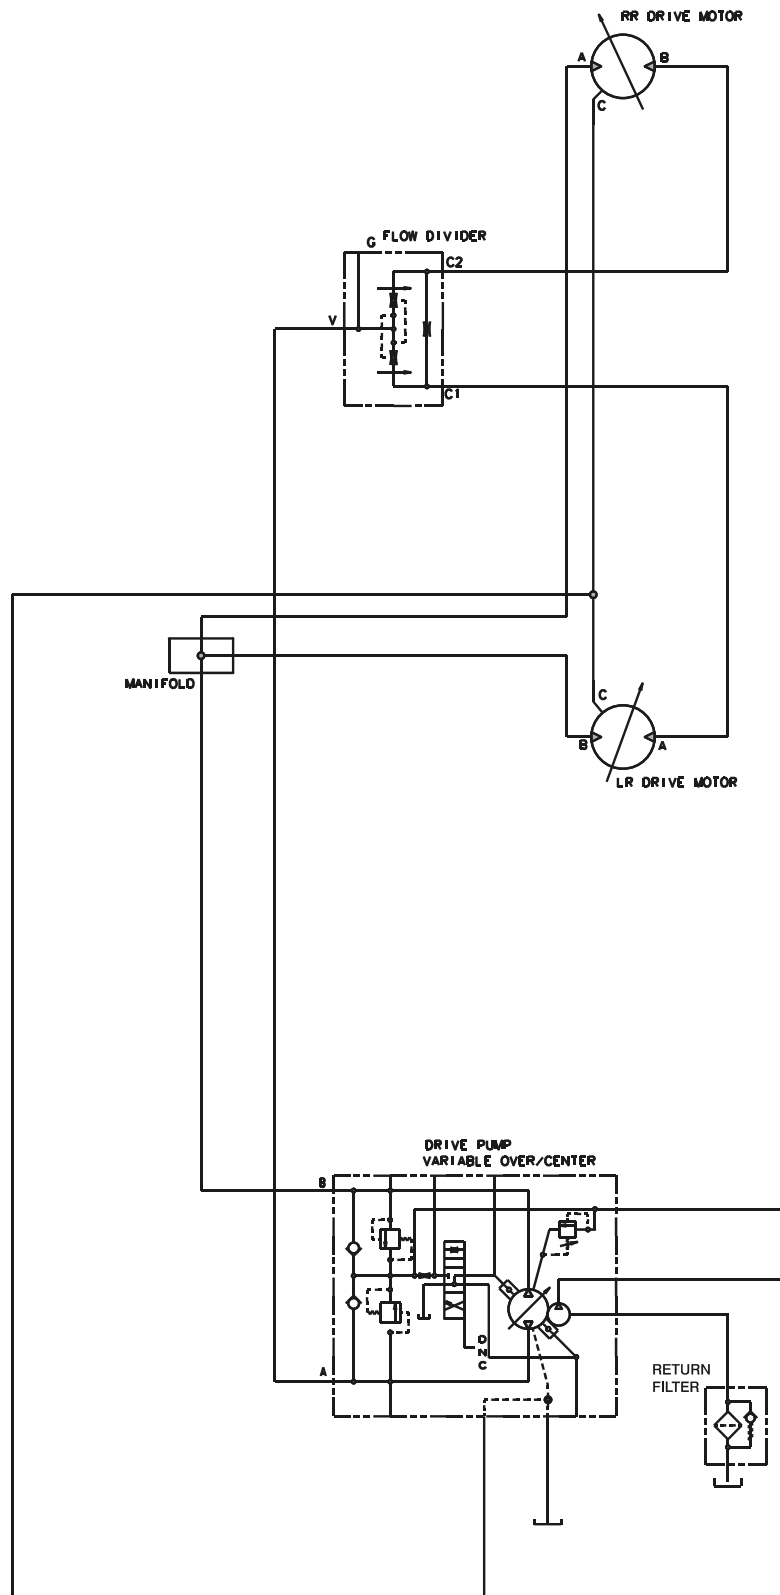 RR DRIVE MOTOR
A
B
C
G
FLOW DIVIDER
C2
V
C1
MANIFOLD
C
B
A
LR DRIVE MOTOR
DRIVE PUMP
VARIABLE OVER/CENTER
B
A
D
N
C
RETURN
FILTER